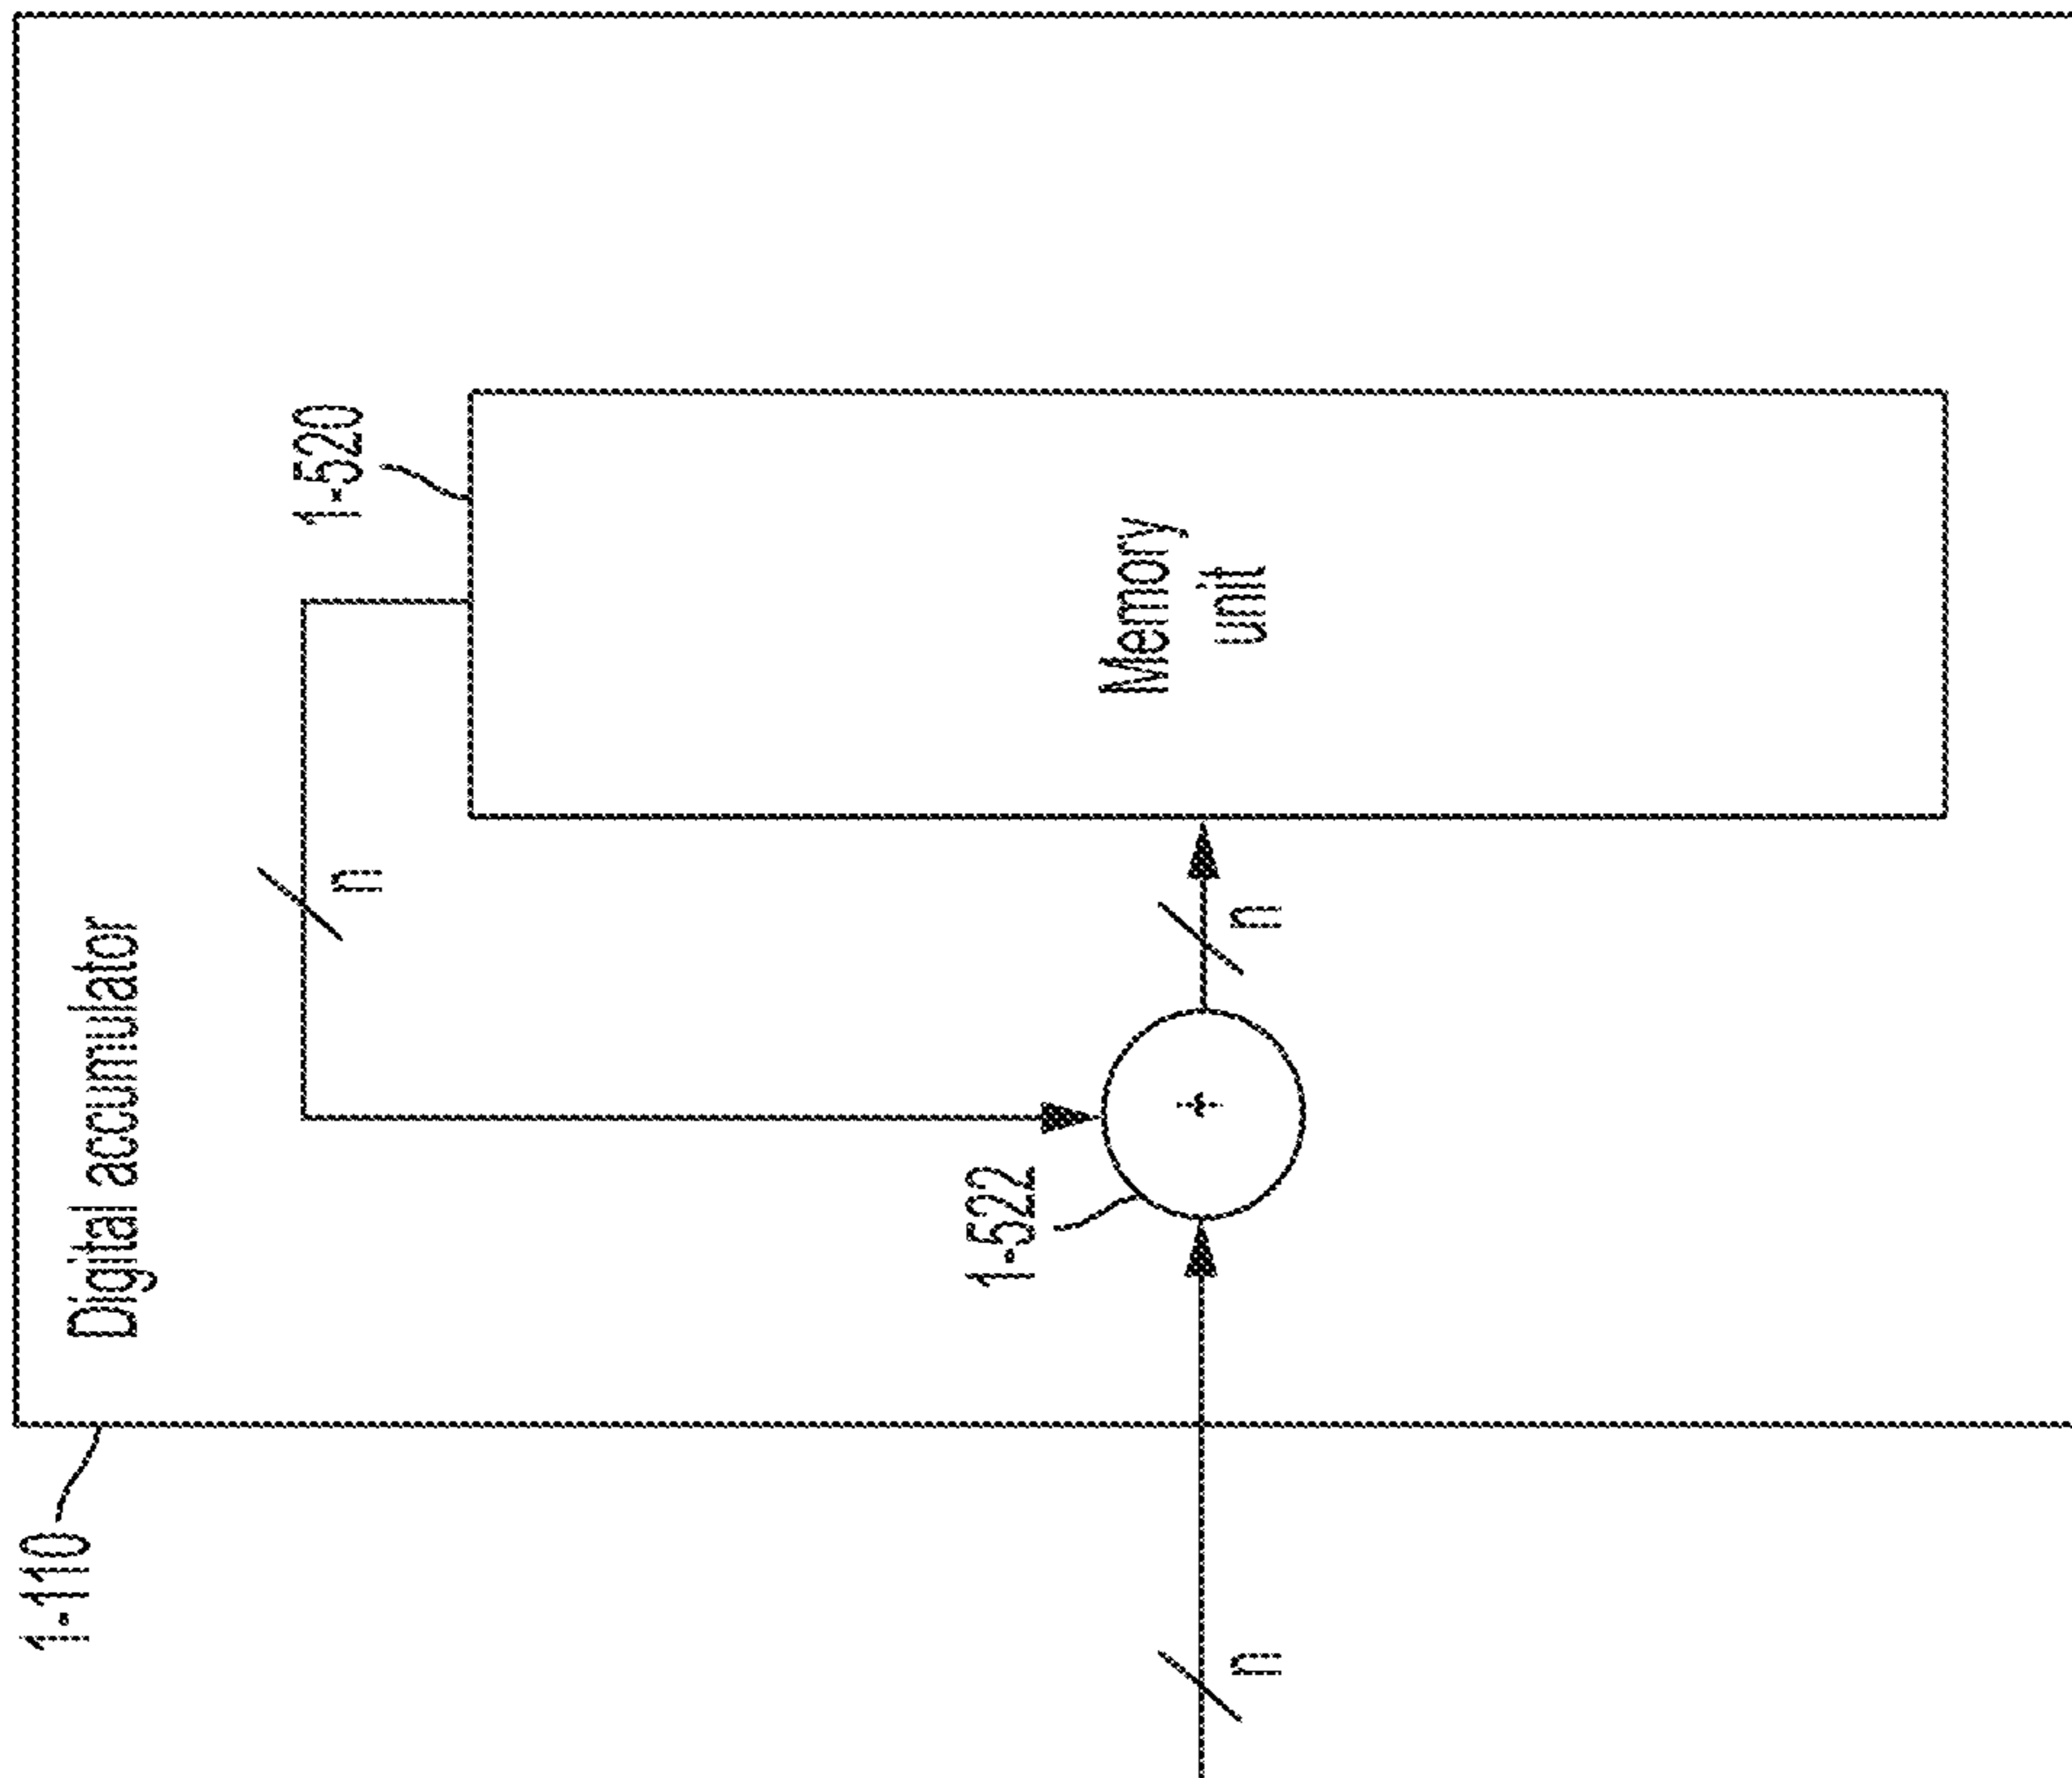 1-110
Digital accumulator
n
1-520
1-522
+
n
Memory
unit
n